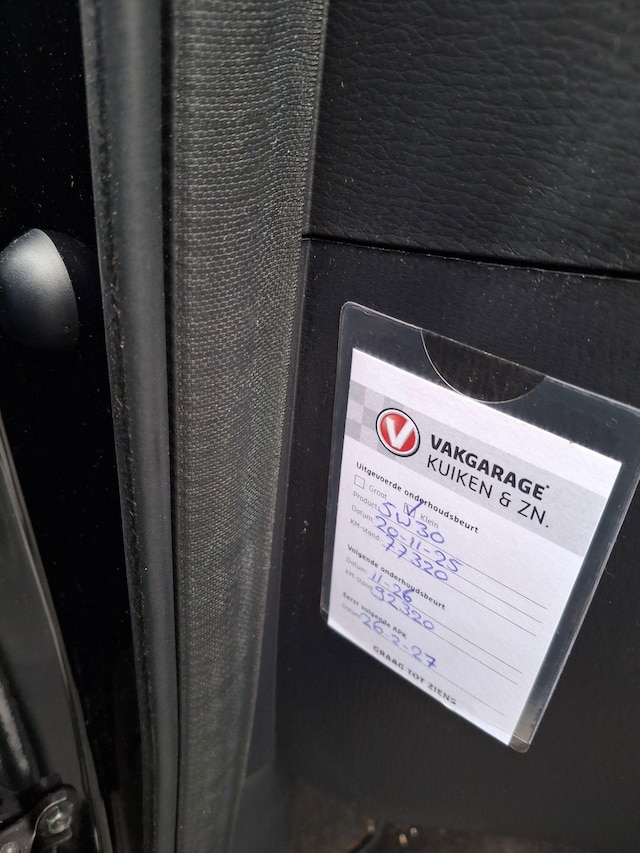 V
VAKGARAGE®
KUIKEN & ZN.
Uitgevoerde onderhoudsbeurt
Groot Klein
Product: 5W30
Datum: 20-11-25
KM-stand: 77320
Volgende onderhoudsbeurt
Datum: 11-26
KM-stand: 92320
Eerst volgende APK
Datum: 26-2-27
GRAAG TOT ZIENS